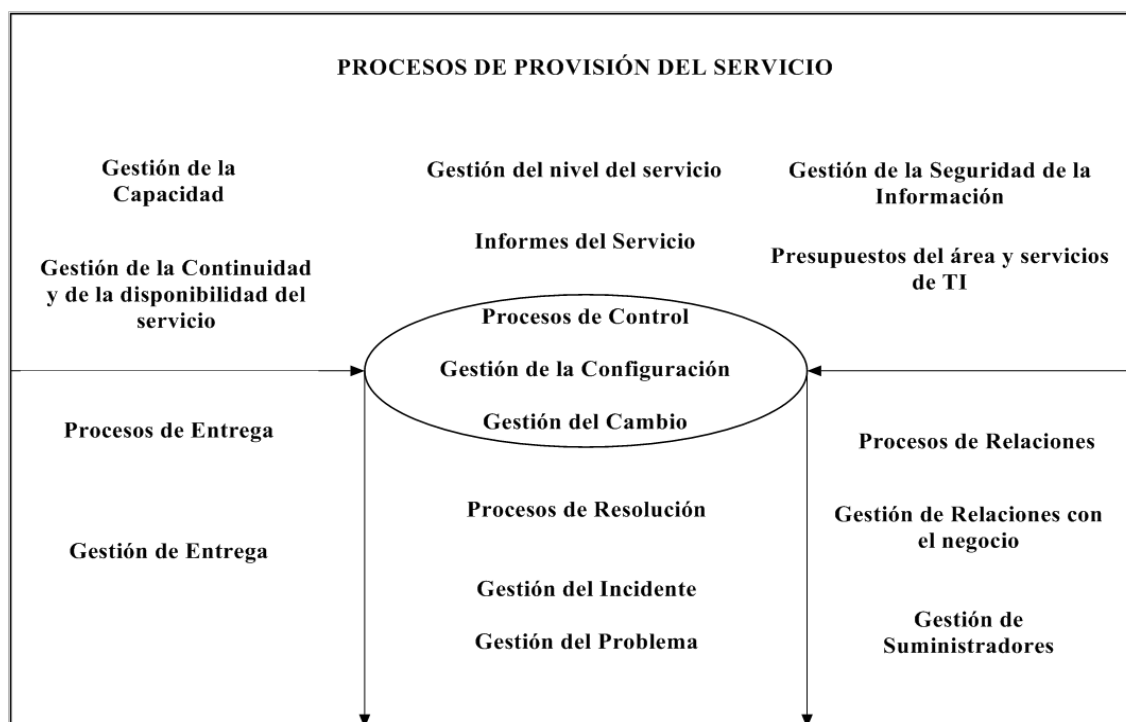 PROCESOS DE PROVISIÓN DEL SERVICIO
Gestión de la
Capacidad
Gestión del nivel del servicio
Gestión de la Seguridad de la
Información
Gestión de la Continuidad
y de la disponibilidad del
servicio
Informes del Servicio
Presupuestos del área y servicios
de TI
Procesos de Control
Gestión de la Configuración
Gestión del Cambio
Procesos de Entrega
Gestión de Entrega
Procesos de Resolución
Gestión del Incidente
Gestión del Problema
Procesos de Relaciones
Gestión de Relaciones con
el negocio
Gestión de
Suministradores